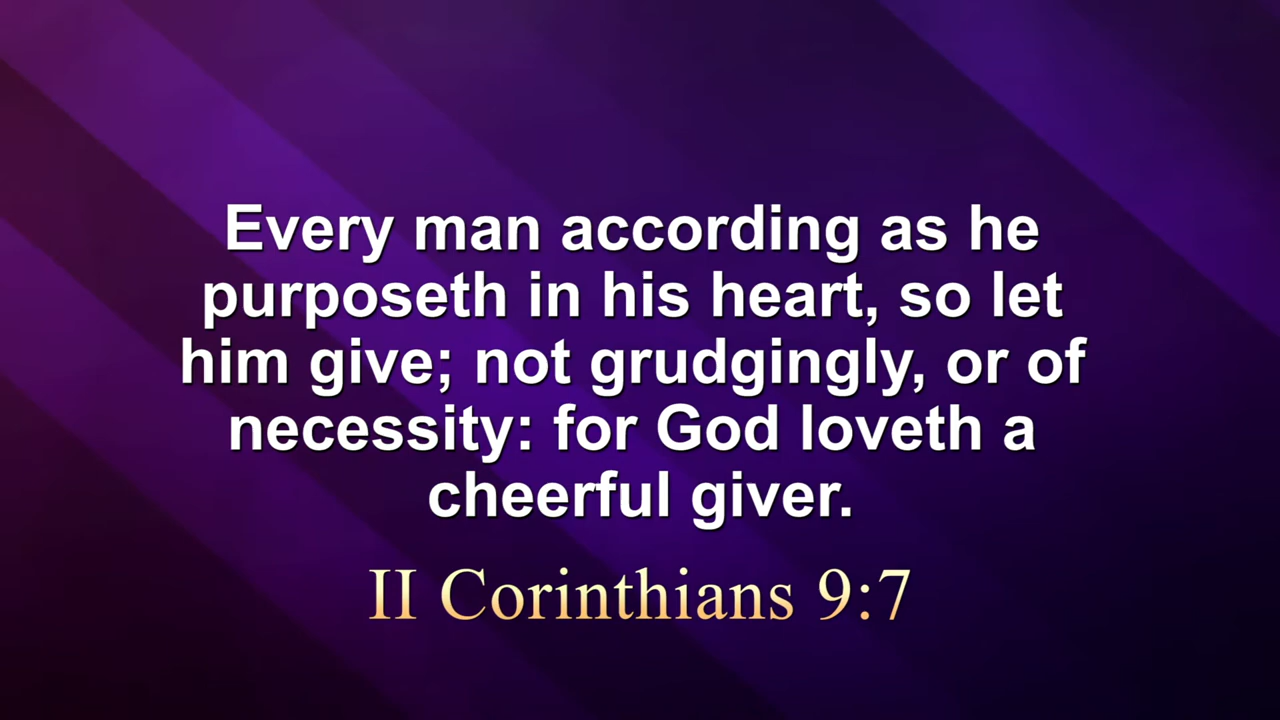 Every man according as he
purposeth in his heart, so let
him give; not grudgingly, or of
necessity: for God loveth a
cheerful giver.
II Corinthians 9:7